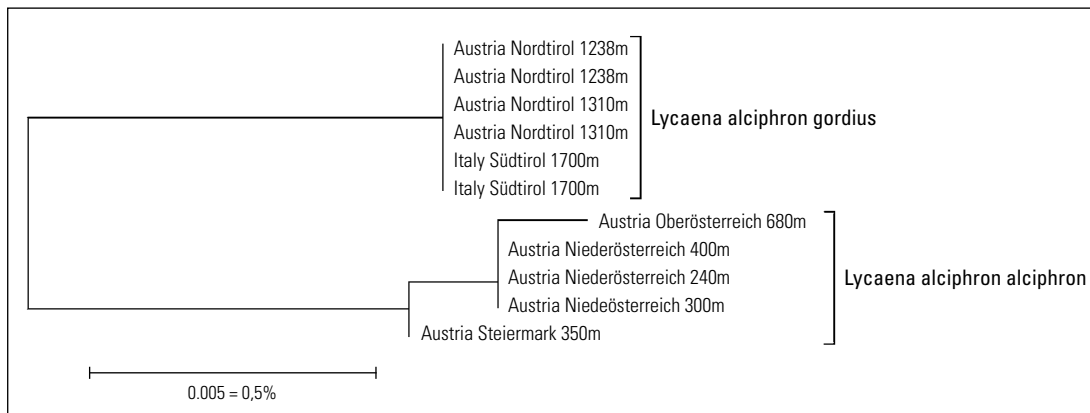 Austria Nordtirol 1238m
Austria Nordtirol 1238m
Austria Nordtirol 1310m
Austria Nordtirol 1310m
Italy Südtirol 1700m
Italy Südtirol 1700m
Lycaena alciphron gordius
Austria Oberösterreich 680m
Austria Niederösterreich 400m
Austria Niederösterreich 240m
Austria Niedeösterreich 300m
Austria Steiermark 350m
Lycaena alciphron alciphron
0.005 = 0,5%